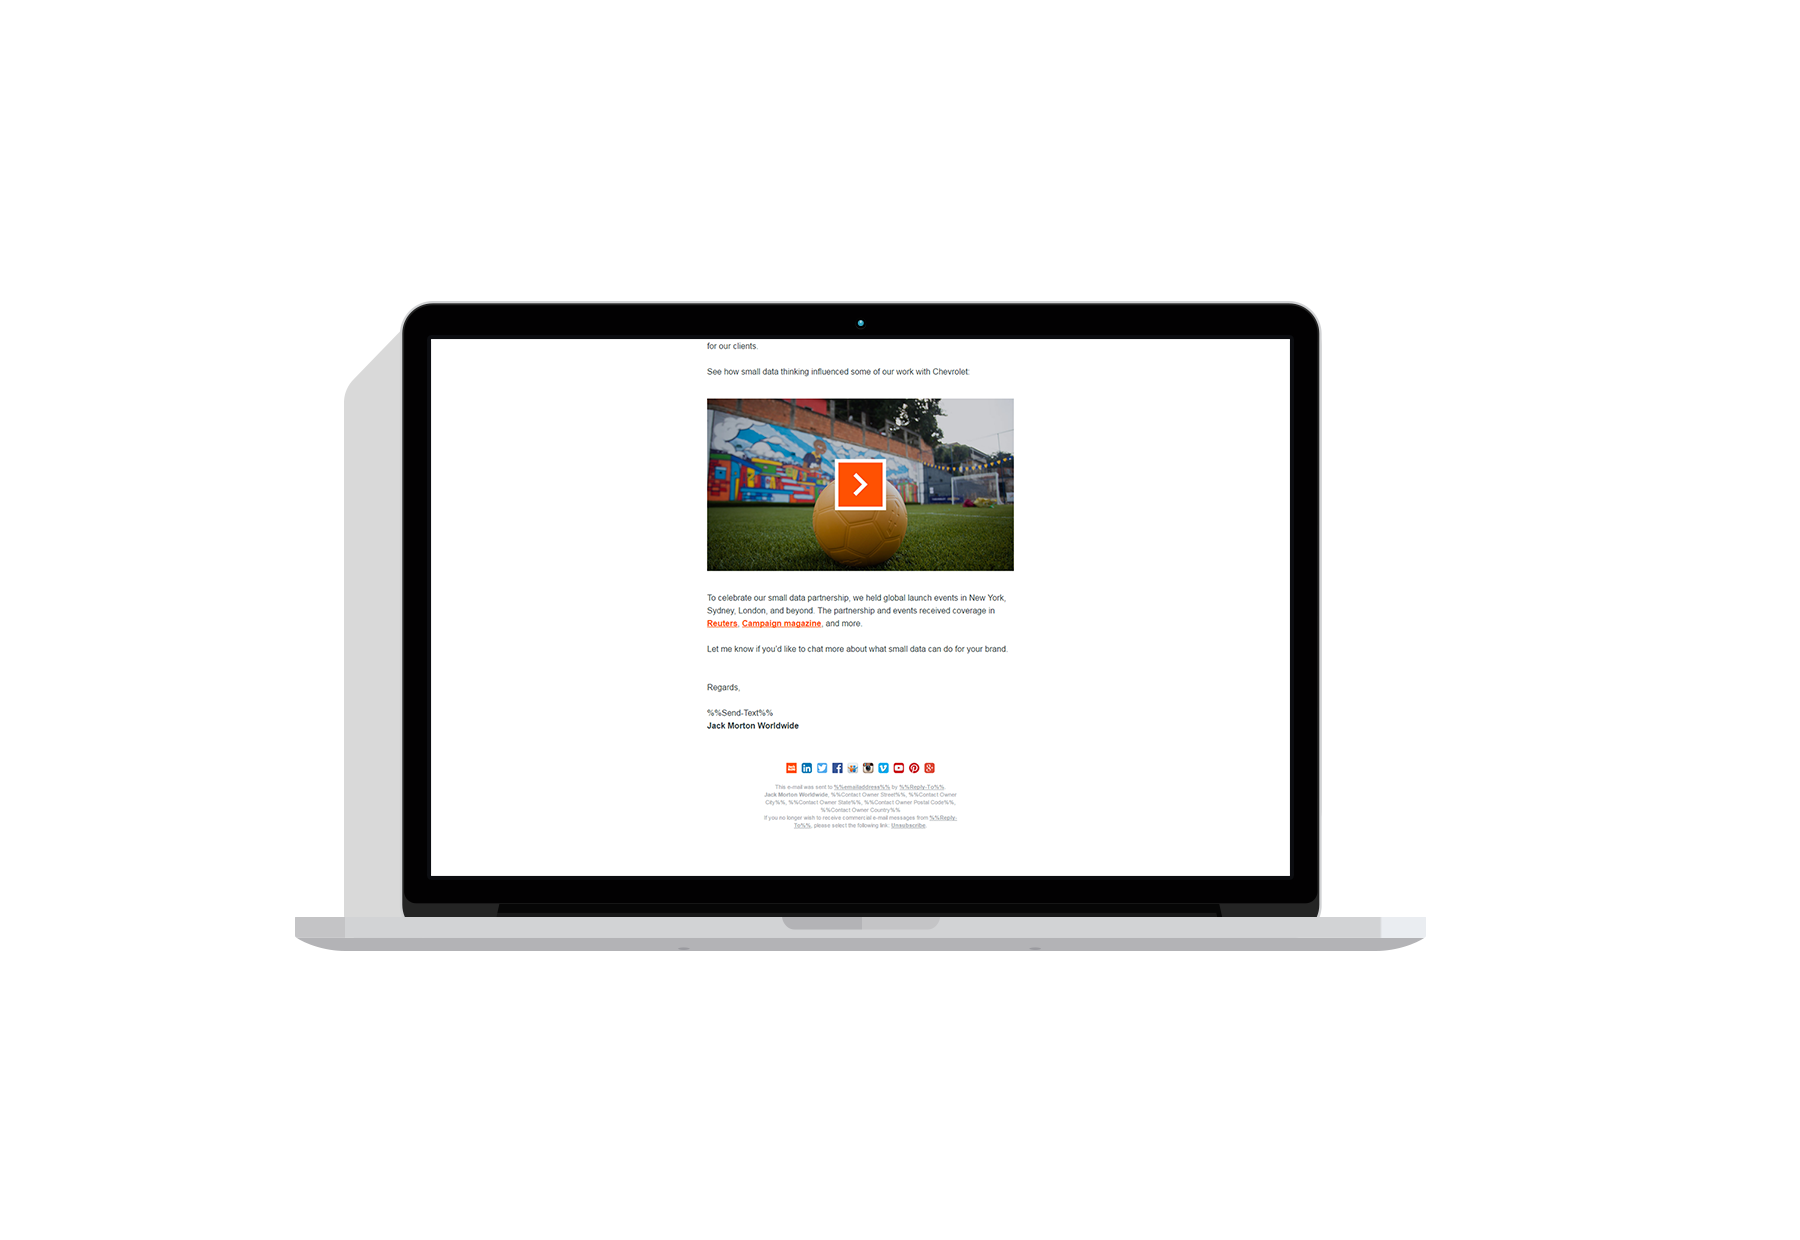 for our clients.
See how small data thinking influenced some of our work with Chevrolet:
To celebrate our small data partnership, we held global launch events in New York,
Sydney, London, and beyond. The partnership and events received coverage in
Reuters, Campaign magazine, and more.
Let me know if you'd like to chat more about what small data can do for your brand.
Regards,
%%Send-Text%%
Jack Morton Worldwide
This e-mail was sent to %%emailaddress%% by %%Reply-To%%.
Jack Morton Worldwide, %%Contact Owner Street%%, %%Contact Owner
City%%, %%Contact Owner State%%, %%Contact Owner Postal Code%%,
%%Contact Owner Country%%
If you no longer wish to receive commercial e-mail messages from %%Reply-
To%%, please select the following link: Unsubscribe